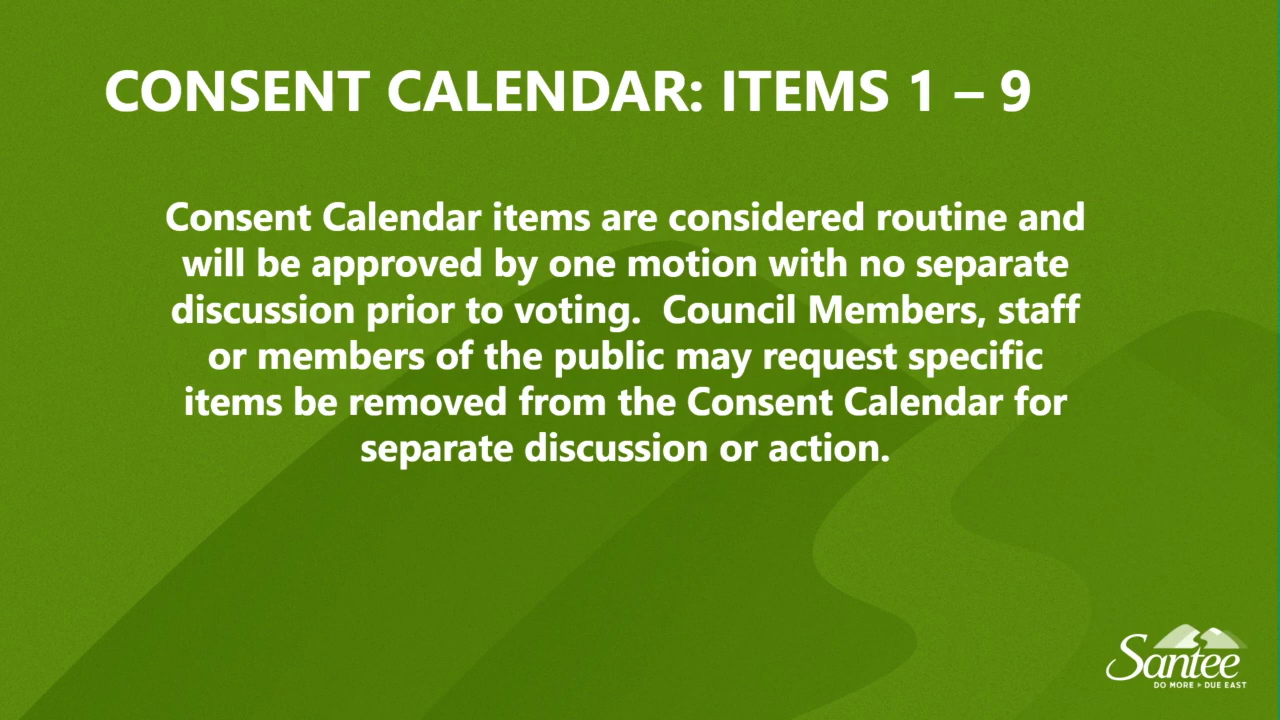 CONSENT CALENDAR: ITEMS 1 – 9
Consent Calendar items are considered routine and
will be approved by one motion with no separate
discussion prior to voting.  Council Members, staff
or members of the public may request specific
items be removed from the Consent Calendar for
separate discussion or action.
Santee
DO MORE ▸ DUE EAST